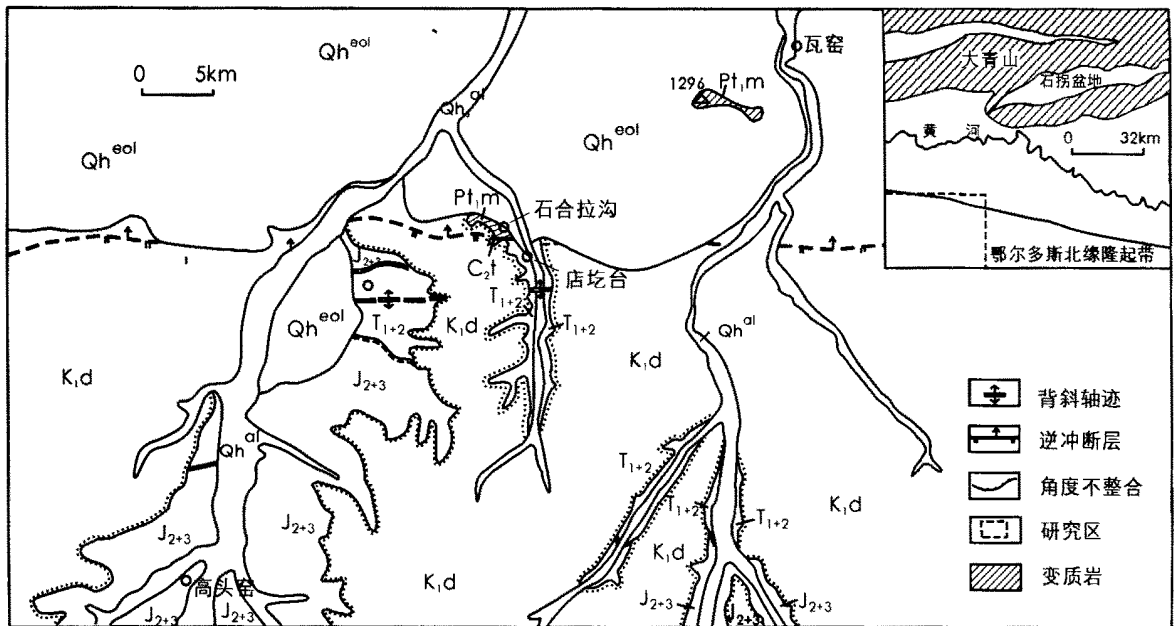 Qh^eol
瓦窑
0 5km
1296 Pt₁m
Qh^al
Qh^eol
Qh^eol
Pt₁m
石合拉沟
J₂₊
C₂t
店圪台
T₁₊₂
Qh^eol
T₁₊₂
K₁d
T₁₊₂
K₁d
K₁d
Qh^al
J₂₊₃
Qh^al
T₁₊₂
T₁₊₂
T₁₊₂
K₁d
J₂₊₃
K₁d
K₁d
高头窑
J₂₊₃
J₂₊₃
J₂₊₃
J₂₊₃
J₂₊₃
大青山
石拐盆地
黄河
0 32km
鄂尔多斯北缘隆起带
背斜轴迹
逆冲断层
角度不整合
研究区
变质岩